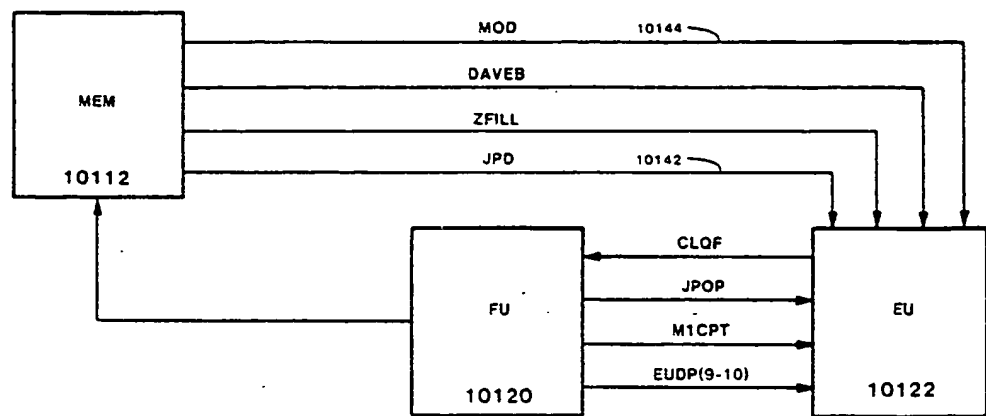 MOD
10144
DAVEB
MEM
ZFILL
JPD
10142
10112
CLQF
JPOP
FU
EU
M1CPT
EUDP(9-10)
10120
10122